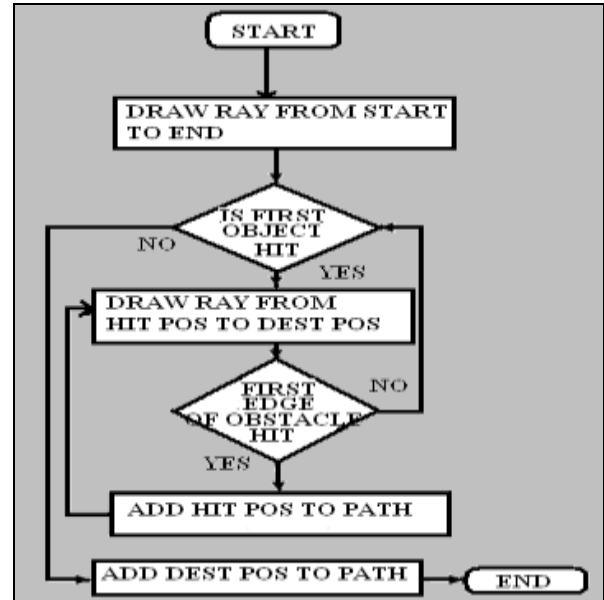 START
DRAW RAY FROM START
TO END
IS FIRST
OBJECT
HIT
NO
YES
DRAW RAY FROM
HIT POS TO DEST POS
FIRST
EDGE
OF OBSTACLE
HIT
NO
YES
ADD HIT POS TO PATH
ADD DEST POS TO PATH
END